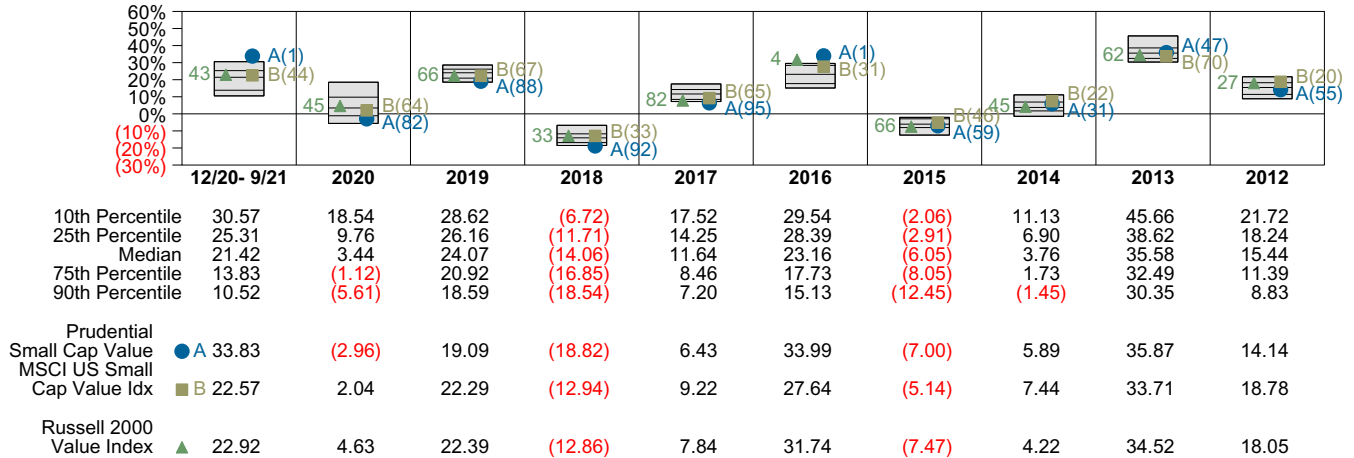 60%
50%
40%
30%
20%
10%
0%
(10%)
(20%)
(30%)
43 A(1) B(44)
45 B(64) A(82)
66 B(67) A(88)
33 B(33) A(92)
82 B(65) A(95)
4 A(1) B(31)
66 B(46) A(59)
45 B(22) A(31)
62 A(47) B(70)
27 B(20) A(55)
12/20- 9/21 2020 2019 2018 2017 2016 2015 2014 2013 2012
10th Percentile 30.57 18.54 28.62 (6.72) 17.52 29.54 (2.06) 11.13 45.66 21.72
25th Percentile 25.31 9.76 26.16 (11.71) 14.25 28.39 (2.91) 6.90 38.62 18.24
Median 21.42 3.44 24.07 (14.06) 11.64 23.16 (6.05) 3.76 35.58 15.44
75th Percentile 13.83 (1.12) 20.92 (16.85) 8.46 17.73 (8.05) 1.73 32.49 11.39
90th Percentile 10.52 (5.61) 18.59 (18.54) 7.20 15.13 (12.45) (1.45) 30.35 8.83
Prudential
Small Cap Value A 33.83 (2.96) 19.09 (18.82) 6.43 33.99 (7.00) 5.89 35.87 14.14
MSCI US Small
Cap Value Idx B 22.57 2.04 22.29 (12.94) 9.22 27.64 (5.14) 7.44 33.71 18.78
Russell 2000
Value Index 22.92 4.63 22.39 (12.86) 7.84 31.74 (7.47) 4.22 34.52 18.05